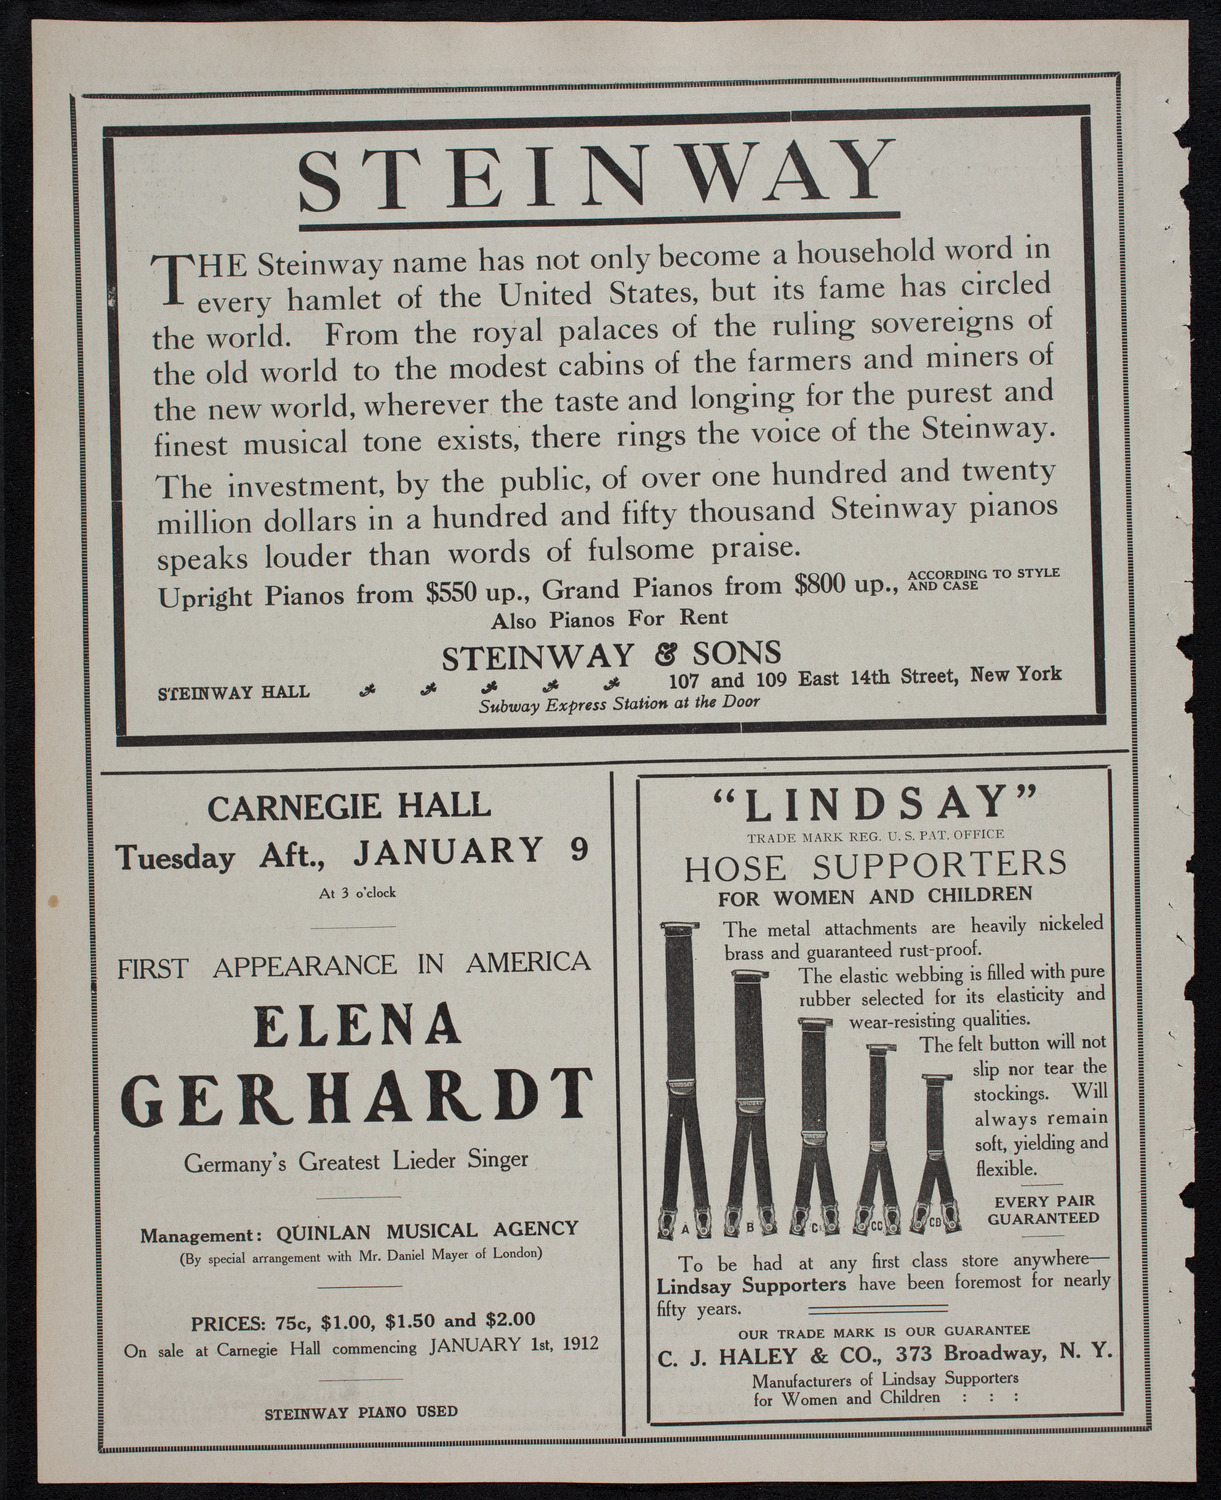 STEINWAY
THE Steinway name has not only become a household word in
every hamlet of the United States, but its fame has circled
the world. From the royal palaces of the ruling sovereigns of
the old world to the modest cabins of the farmers and miners of
the new world, wherever the taste and longing for the purest and
finest musical tone exists, there rings the voice of the Steinway.
The investment, by the public, of over one hundred and twenty
million dollars in a hundred and fifty thousand Steinway pianos
speaks louder than words of fulsome praise.
Upright Pianos from $550 up., Grand Pianos from $800 up., ACCORDING TO STYLE
AND CASE
Also Pianos For Rent
STEINWAY & SONS
STEINWAY HALL 107 and 109 East 14th Street, New York
Subway Express Station at the Door
CARNEGIE HALL
Tuesday Aft., JANUARY 9
At 3 o'clock
FIRST APPEARANCE IN AMERICA
ELENA
GERHARDT
Germany's Greatest Lieder Singer
Management: QUINLAN MUSICAL AGENCY
(By special arrangement with Mr. Daniel Mayer of London)
PRICES: 75c, $1.00, $1.50 and $2.00
On sale at Carnegie Hall commencing JANUARY 1st, 1912
STEINWAY PIANO USED
"LINDSAY"
TRADE MARK REG. U. S. PAT. OFFICE
HOSE SUPPORTERS
FOR WOMEN AND CHILDREN
The metal attachments are heavily nickeled
brass and guaranteed rust-proof.
The elastic webbing is filled with pure
rubber selected for its elasticity and
wear-resisting qualities.
The felt button will not
slip nor tear the
stockings. Will
always remain
soft, yielding and
flexible.
LINDSAY
LINDSAY
EVERY PAIR
GUARANTEED
A B C CC CD
To be had at any first class store anywhere—
Lindsay Supporters have been foremost for nearly
fifty years.
OUR TRADE MARK IS OUR GUARANTEE
C. J. HALEY & CO., 373 Broadway, N. Y.
Manufacturers of Lindsay Supporters
for Women and Children : : :